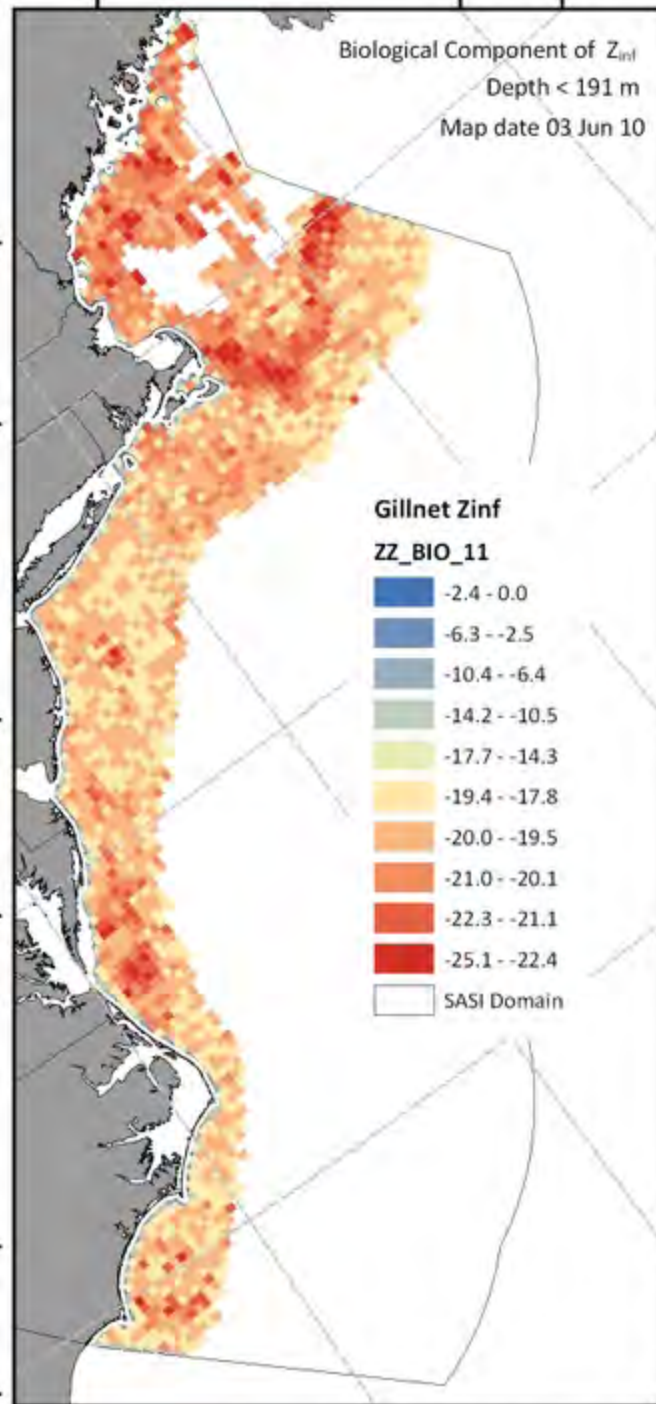 Biological Component of Zinf
Depth < 191 m
Map date 03 Jun 10
Gillnet Zinf
ZZ_BIO_11
-2.4 - 0.0
-6.3 - -2.5
-10.4 - -6.4
-14.2 - -10.5
-17.7 - -14.3
-19.4 - -17.8
-20.0 - -19.5
-21.0 - -20.1
-22.3 - -21.1
-25.1 - -22.4
SASI Domain